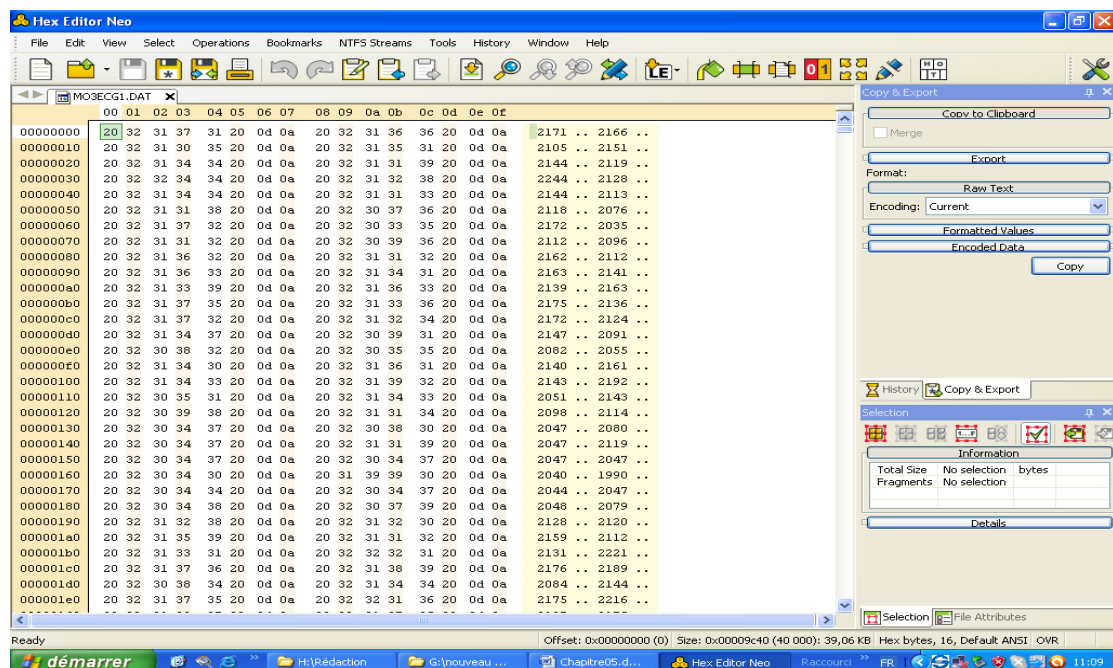 Hex Editor Neo
File Edit View Select Operations Bookmarks NTFS Streams Tools History Window Help
MO3ECG1.DAT
00 01 02 03 04 05 06 07 08 09 0a 0b 0c 0d 0e 0f
00000000 20 32 31 37 31 20 0d 0a 20 32 31 36 36 20 0d 0a 2171 .. 2166 ..
00000010 20 32 31 30 35 20 0d 0a 20 32 31 35 31 20 0d 0a 2105 .. 2151 ..
00000020 20 32 31 34 34 20 0d 0a 20 32 31 31 39 20 0d 0a 2144 .. 2119 ..
00000030 20 32 32 34 34 20 0d 0a 20 32 31 32 38 20 0d 0a 2244 .. 2128 ..
00000040 20 32 31 34 34 20 0d 0a 20 32 31 31 33 20 0d 0a 2144 .. 2113 ..
00000050 20 32 31 31 38 20 0d 0a 20 32 30 37 36 20 0d 0a 2118 .. 2076 ..
00000060 20 32 31 37 32 20 0d 0a 20 32 30 33 35 20 0d 0a 2172 .. 2035 ..
00000070 20 32 31 31 32 20 0d 0a 20 32 30 39 36 20 0d 0a 2112 .. 2096 ..
00000080 20 32 31 36 32 20 0d 0a 20 32 31 31 32 20 0d 0a 2162 .. 2112 ..
00000090 20 32 31 36 33 20 0d 0a 20 32 31 34 31 20 0d 0a 2163 .. 2141 ..
000000a0 20 32 31 33 39 20 0d 0a 20 32 31 36 33 20 0d 0a 2139 .. 2163 ..
000000b0 20 32 31 37 35 20 0d 0a 20 32 31 33 36 20 0d 0a 2175 .. 2136 ..
000000c0 20 32 31 37 32 20 0d 0a 20 32 31 32 34 20 0d 0a 2172 .. 2124 ..
000000d0 20 32 31 34 37 20 0d 0a 20 32 30 39 31 20 0d 0a 2147 .. 2091 ..
000000e0 20 32 30 38 32 20 0d 0a 20 32 30 35 35 20 0d 0a 2082 .. 2055 ..
000000f0 20 32 31 34 30 20 0d 0a 20 32 31 36 31 20 0d 0a 2140 .. 2161 ..
00000100 20 32 31 34 33 20 0d 0a 20 32 31 39 32 20 0d 0a 2143 .. 2192 ..
00000110 20 32 30 35 31 20 0d 0a 20 32 31 34 33 20 0d 0a 2051 .. 2143 ..
00000120 20 32 30 39 38 20 0d 0a 20 32 31 31 34 20 0d 0a 2098 .. 2114 ..
00000130 20 32 30 34 37 20 0d 0a 20 32 30 38 30 20 0d 0a 2047 .. 2080 ..
00000140 20 32 30 34 37 20 0d 0a 20 32 31 31 39 20 0d 0a 2047 .. 2119 ..
00000150 20 32 30 34 37 20 0d 0a 20 32 30 34 37 20 0d 0a 2047 .. 2047 ..
00000160 20 32 30 34 30 20 0d 0a 20 31 39 39 30 20 0d 0a 2040 .. 1990 ..
00000170 20 32 30 34 34 20 0d 0a 20 32 30 34 37 20 0d 0a 2044 .. 2047 ..
00000180 20 32 30 34 38 20 0d 0a 20 32 30 37 39 20 0d 0a 2048 .. 2079 ..
00000190 20 32 31 32 38 20 0d 0a 20 32 31 32 30 20 0d 0a 2128 .. 2120 ..
000001a0 20 32 31 35 39 20 0d 0a 20 32 31 31 32 20 0d 0a 2159 .. 2112 ..
000001b0 20 32 31 33 31 20 0d 0a 20 32 32 32 31 20 0d 0a 2131 .. 2221 ..
000001c0 20 32 31 37 36 20 0d 0a 20 32 31 38 39 20 0d 0a 2176 .. 2189 ..
000001d0 20 32 30 38 34 20 0d 0a 20 32 31 34 34 20 0d 0a 2084 .. 2144 ..
000001e0 20 32 31 37 35 20 0d 0a 20 32 32 31 36 20 0d 0a 2175 .. 2216 ..
Copy & Export
Copy to Clipboard
Merge
Export
Format:
Raw Text
Encoding: Current
Formatted Values
Encoded Data
Copy
History Copy & Export
Selection
Information
Total Size No selection bytes
Fragments No selection
Details
Selection File Attributes
Ready Offset: 0x00000000 (0) Size: 0x00009c40 (40 000): 39,06 KB Hex bytes, 16, Default ANSI OVR
démarrer H:\Rédaction G:\nouveau ... Chapitre05.d... Hex Editor Neo Raccourci FR 11:09